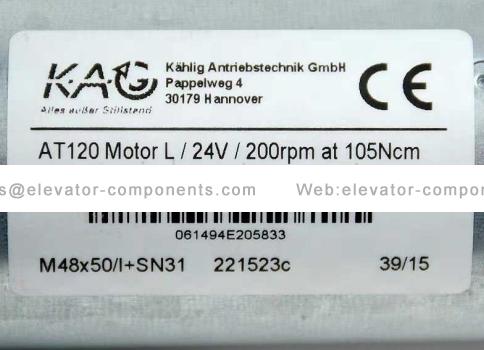 KAG
Alles außer Stillstand
Kählig Antriebstechnik GmbH
Pappelweg 4
30179 Hannover
CE
AT120 Motor L / 24V / 200rpm at 105Ncm
s@elevator-components.com Web:elevator-compor
061494E205833
M48x50/I+SN31 221523c 39/15